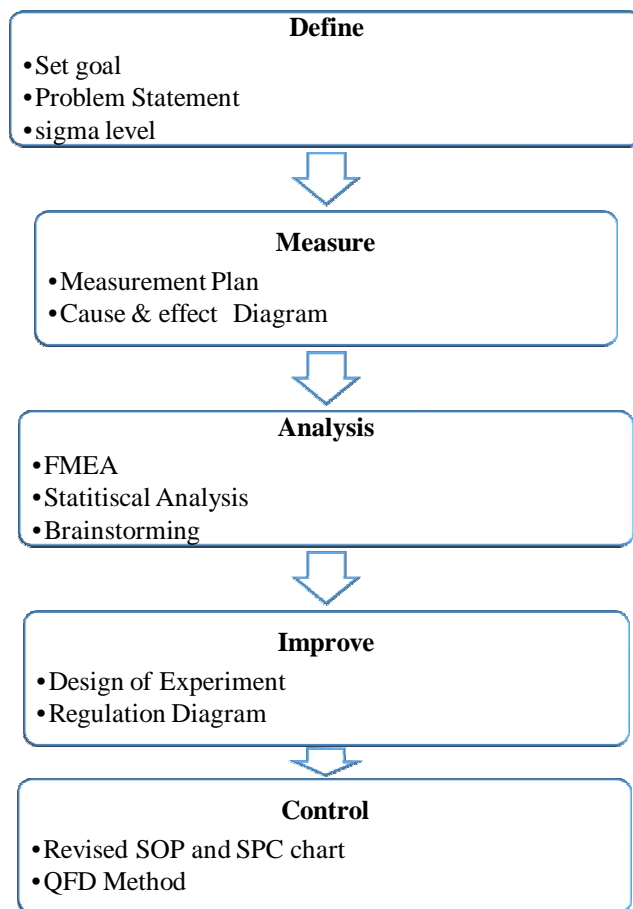 Define
•Set goal
•Problem Statement
•sigma level
Measure
•Measurement Plan
•Cause & effect Diagram
Analysis
•FMEA
•Statitiscal Analysis
•Brainstorming
Improve
•Design of Experiment
•Regulation Diagram
Control
•Revised SOP and SPC chart
•QFD Method